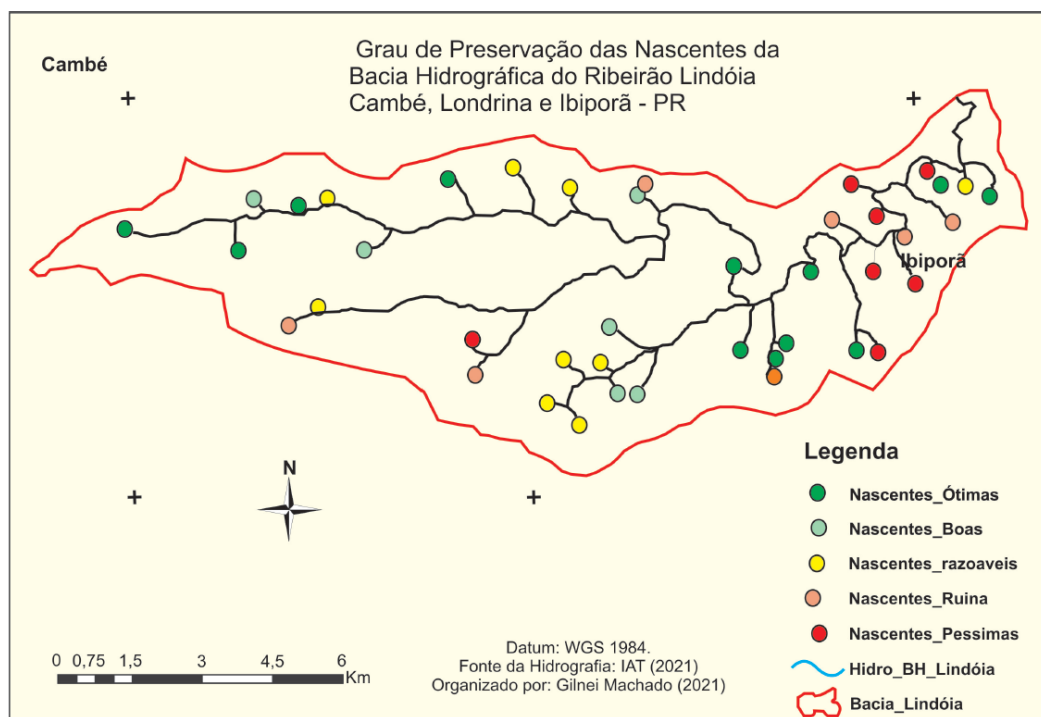 Cambé
Grau de Preservação das Nascentes da
Bacia Hidrográfica do Ribeirão Lindóia
Cambé, Londrina e Ibiporã - PR
Ibiporã
N
Legenda
Nascentes_Ótimas
Nascentes_Boas
Nascentes_razoaveis
Nascentes_Ruina
Nascentes_Pessimas
Hidro_BH_Lindóia
Bacia_Lindóia
0 0,75 1,5 3 4,5 6
Km
Datum: WGS 1984.
Fonte da Hidrografia: IAT (2021)
Organizado por: Gilnei Machado (2021)